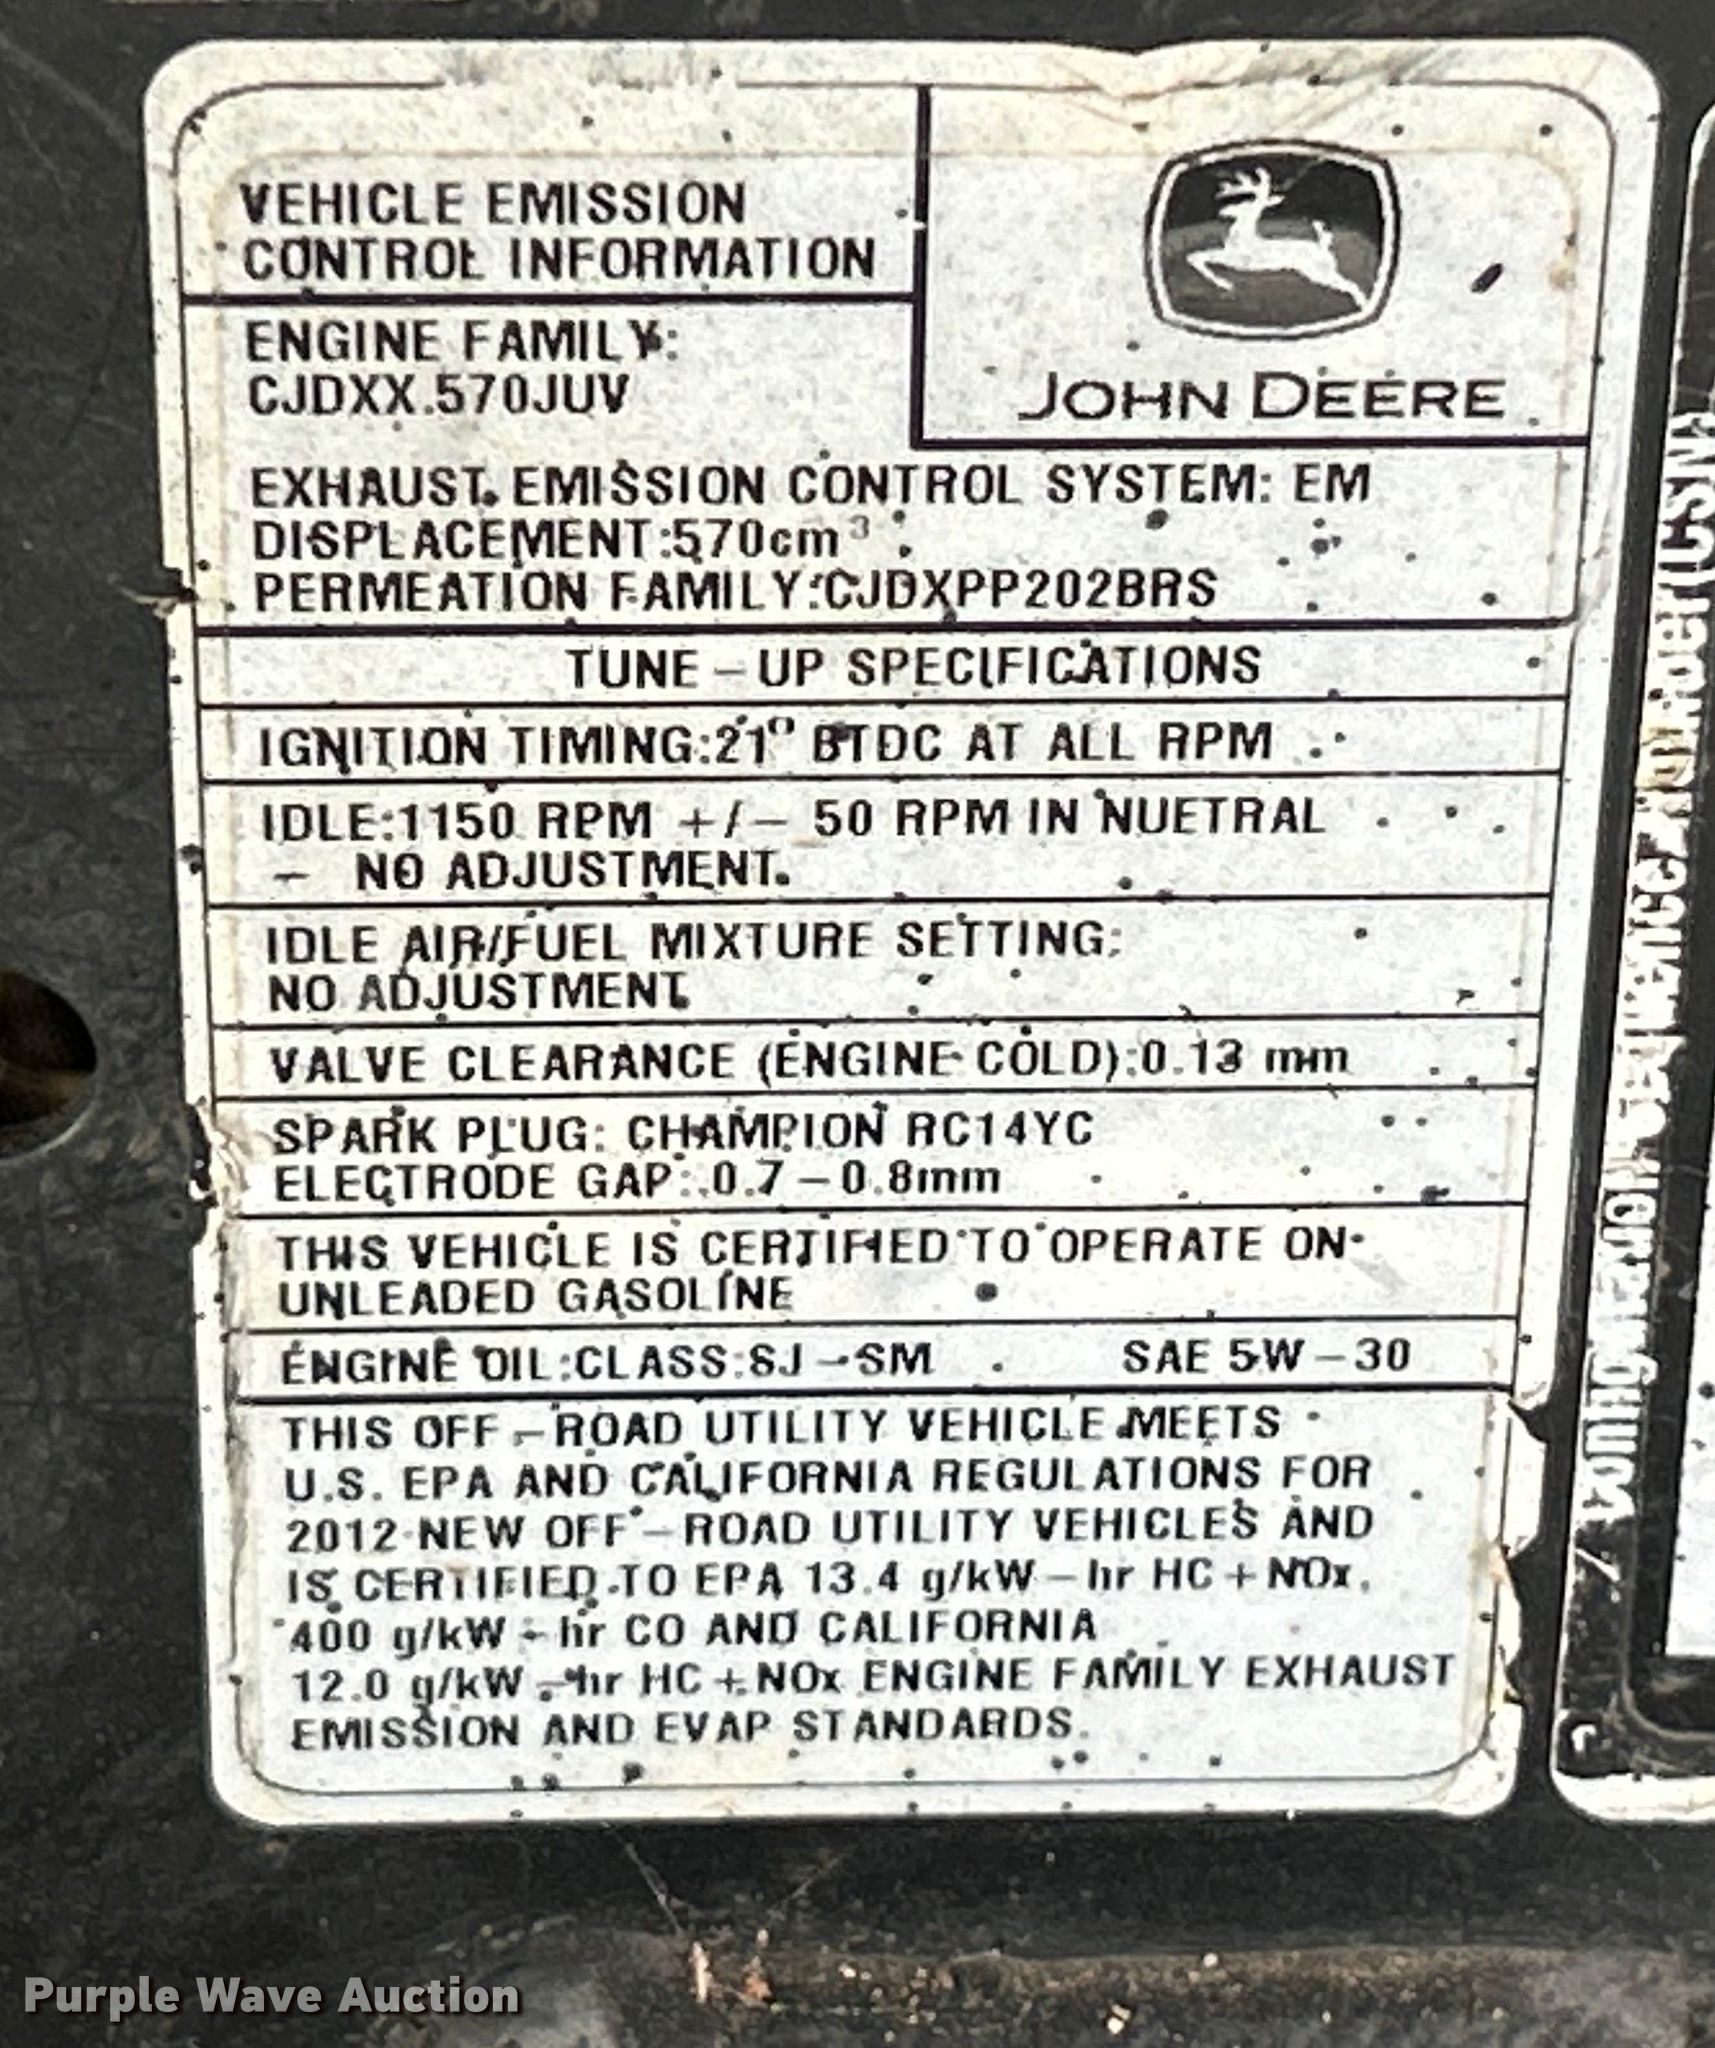 VEHICLE EMISSION
CONTROL INFORMATION
JOHN DEERE
ENGINE FAMILY:
CJDXX.570JUV
EXHAUST EMISSION CONTROL SYSTEM: EM
DISPLACEMENT:570cm³
PERMEATION FAMILY:CJDXPP202BRS
TUNE-UP SPECIFICATIONS
IGNITION TIMING:21° BTDC AT ALL RPM
IDLE:1150 RPM +/- 50 RPM IN NUETRAL
- NO ADJUSTMENT.
IDLE AIR/FUEL MIXTURE SETTING:
NO ADJUSTMENT
VALVE CLEARANCE (ENGINE COLD):0.13 mm
SPARK PLUG: CHAMPION RC14YC
ELECTRODE GAP: 0.7-0.8mm
THIS VEHICLE IS CERTIFIED TO OPERATE ON
UNLEADED GASOLINE
ENGINE OIL:CLASS:SJ-SM SAE 5W-30
THIS OFF-ROAD UTILITY VEHICLE MEETS
U.S. EPA AND CALIFORNIA REGULATIONS FOR
2012 NEW OFF-ROAD UTILITY VEHICLES AND
IS CERTIFIED TO EPA 13.4 g/kW-hr HC+NOx,
400 g/kW-hr CO AND CALIFORNIA
12.0 g/kW-hr HC+NOx ENGINE FAMILY EXHAUST
EMISSION AND EVAP STANDARDS.
Purple Wave Auction